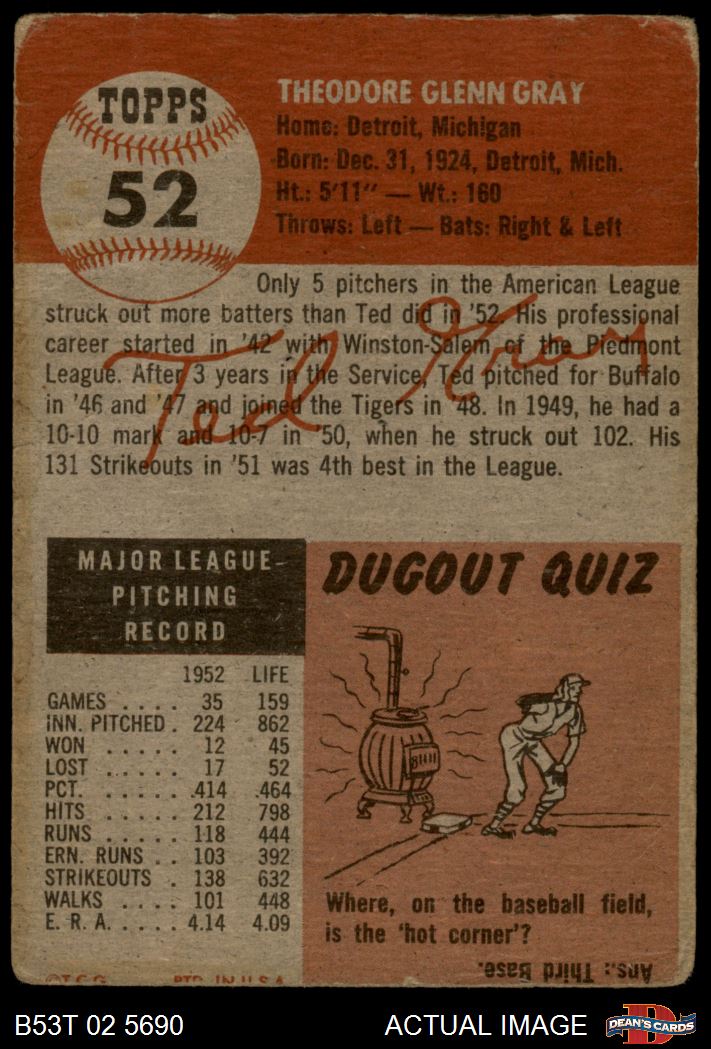 TOPPS
52
THEODORE GLENN GRAY
Home: Detroit, Michigan
Born: Dec. 31, 1924, Detroit, Mich.
Ht.: 5'11" — Wt.: 160
Throws: Left — Bats: Right & Left
Only 5 pitchers in the American League
struck out more batters than Ted did in '52. His professional
career started in '42 with Winston-Salem of the Piedmont
League. After 3 years in the Service, Ted pitched for Buffalo
in '46 and '47 and joined the Tigers in '48. In 1949, he had a
10-10 mark and 10-7 in '50, when he struck out 102. His
131 Strikeouts in '51 was 4th best in the League.
Ted Gray
MAJOR LEAGUE-
PITCHING
RECORD
1952 LIFE
GAMES . . . . 35 159
INN. PITCHED . 224 862
WON . . . . . 12 45
LOST . . . . . 17 52
PCT. . . . . . .414 .464
HITS . . . . . 212 798
RUNS . . . . . 118 444
ERN. RUNS . . 103 392
STRIKEOUTS . 138 632
WALKS . . . . 101 448
E. R. A. . . . . 4.14 4.09
DUGOUT QUIZ
Where, on the baseball field,
is the 'hot corner'?
Ans.: Third Base.
©T.C.G. PTD. IN U.S.A.
B53T 02 5690
ACTUAL IMAGE
D
DEAN'S CARDS